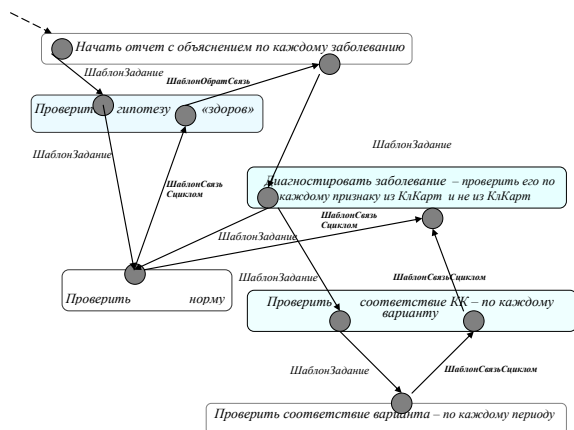 Начать отчет с объяснением по каждому заболеванию
ШаблонЗадание
ШаблонОбратСвязь
Проверить гипотезу «здоров»
ШаблонЗадание
ШаблонЗадание
ШаблонСвязь
Сциклом
Диагностировать заболевание – проверить его по
каждому признаку из КлКарт и не из КлКарт
ШаблонСвязь
Сциклом
ШаблонЗадание
Проверить норму
ШаблонЗадание
ШаблонСвязьСциклом
Проверить соответствие КК – по каждому
варианту
ШаблонЗадание
ШаблонСвязьСциклом
Проверить соответствие варианта – по каждому периоду